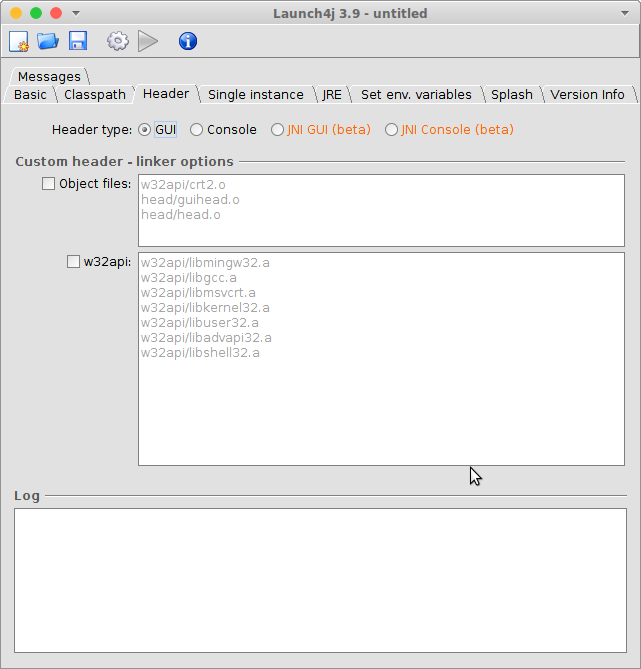 Launch4j 3.9 - untitled
Messages
Basic Classpath Header Single instance JRE Set env. variables Splash Version Info
Header type: GUI Console JNI GUI (beta) JNI Console (beta)
Custom header - linker options
Object files: w32api/crt2.o
head/guihead.o
head/head.o
w32api: w32api/libmingw32.a
w32api/libgcc.a
w32api/libmsvcrt.a
w32api/libkernel32.a
w32api/libuser32.a
w32api/libadvapi32.a
w32api/libshell32.a
Log